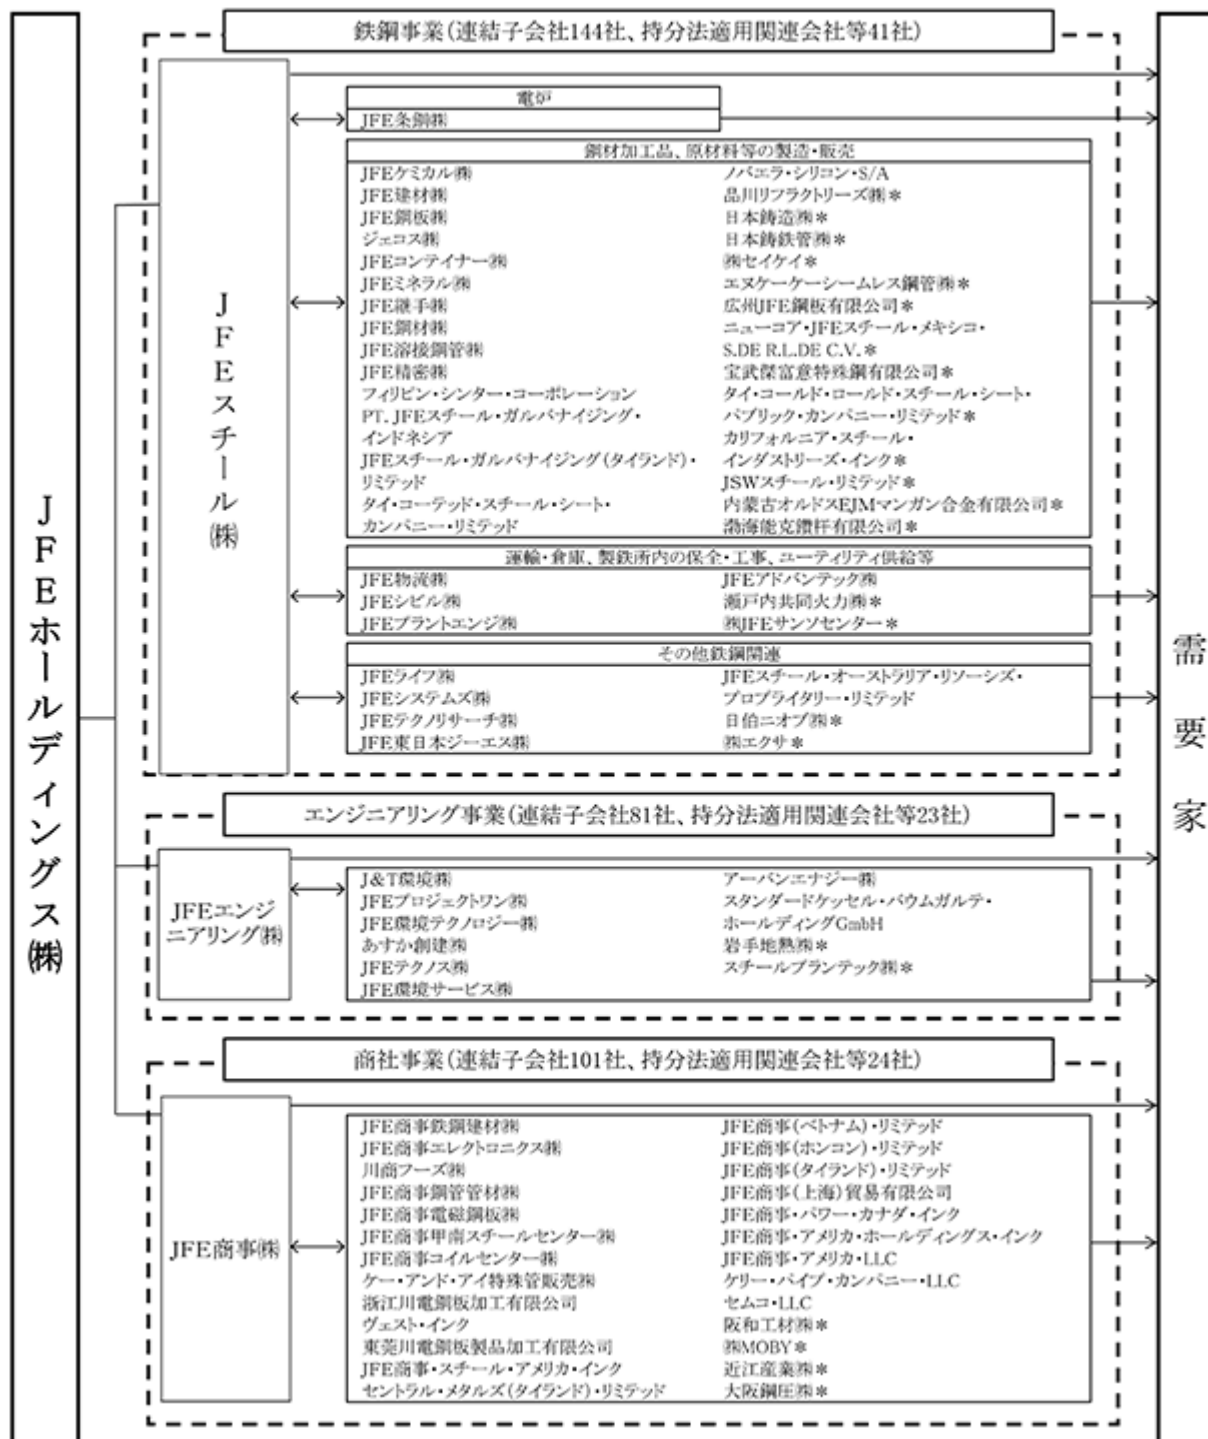 JFEホールディングス㈱
鉄鋼事業(連結子会社144社、持分法適用関連会社等41社)
JFEスチール㈱
電炉
JFE条鋼㈱
鋼材加工品、原材料等の製造・販売
JFEケミカル㈱
JFE建材㈱
JFE鋼板㈱
ジェコス㈱
JFEコンテイナー㈱
JFEミネラル㈱
JFE継手㈱
JFE鋼材㈱
JFE溶接鋼管㈱
JFE精密㈱
フィリピン・シンター・コーポレーション
PT. JFEスチール・ガルバナイジング・
インドネシア
JFEスチール・ガルバナイジング(タイランド)・
リミテッド
タイ・コーテッド・スチール・シート・
カンパニー・リミテッド
ノバエラ・シリコン・S/A
品川リフラクトリーズ㈱＊
日本鋳造㈱＊
日本鋳鉄管㈱＊
㈱セイケイ＊
エヌケーケーシームレス鋼管㈱＊
広州JFE鋼板有限公司＊
ニューコア・JFEスチール・メキシコ・
S.DE R.L.DE C.V.＊
宝武傑富意特殊鋼有限公司＊
タイ・コールド・ロールド・スチール・シート・
パブリック・カンパニー・リミテッド＊
カリフォルニア・スチール・
インダストリーズ・インク＊
JSWスチール・リミテッド＊
内蒙古オルドスEJMマンガン合金有限公司＊
渤海能克鑽杆有限公司＊
運輸・倉庫、製鉄所内の保全・工事、ユーティリティ供給等
JFE物流㈱
JFEシビル㈱
JFEプラントエンジ㈱
JFEアドバンテック㈱
瀬戸内共同火力㈱＊
㈱JFEサンソセンター＊
その他鉄鋼関連
JFEライフ㈱
JFEシステムズ㈱
JFEテクノリサーチ㈱
JFE東日本ジーエス㈱
JFEスチール・オーストラリア・リソーシズ・
プロプライタリー・リミテッド
日伯ニオブ㈱＊
㈱エクサ＊
エンジニアリング事業(連結子会社81社、持分法適用関連会社等23社)
JFEエンジ
ニアリング㈱
J&T環境㈱
JFEプロジェクトワン㈱
JFE環境テクノロジー㈱
あすか創建㈱
JFEテクノス㈱
JFE環境サービス㈱
アーバンエナジー㈱
スタンダードケッセル・バウムガルテ・
ホールディングGmbH
岩手地熱㈱＊
スチールプランテック㈱＊
商社事業(連結子会社101社、持分法適用関連会社等24社)
JFE商事㈱
JFE商事鉄鋼建材㈱
JFE商事エレクトロニクス㈱
川商フーズ㈱
JFE商事鋼管管材㈱
JFE商事電磁鋼板㈱
JFE商事甲南スチールセンター㈱
JFE商事コイルセンター㈱
ケー・アンド・アイ特殊管販売㈱
浙江川電鋼板加工有限公司
ヴェスト・インク
東莞川電鋼板製品加工有限公司
JFE商事・スチール・アメリカ・インク
セントラル・メタルズ(タイランド)・リミテッド
JFE商事(ベトナム)・リミテッド
JFE商事(ホンコン)・リミテッド
JFE商事(タイランド)・リミテッド
JFE商事(上海)貿易有限公司
JFE商事・パワー・カナダ・インク
JFE商事・アメリカ・ホールディングス・インク
JFE商事・アメリカ・LLC
ケリー・パイプ・カンパニー・LLC
セムコ・LLC
阪和工材㈱＊
㈱MOBY＊
近江産業㈱＊
大阪鋼圧㈱＊
需要家